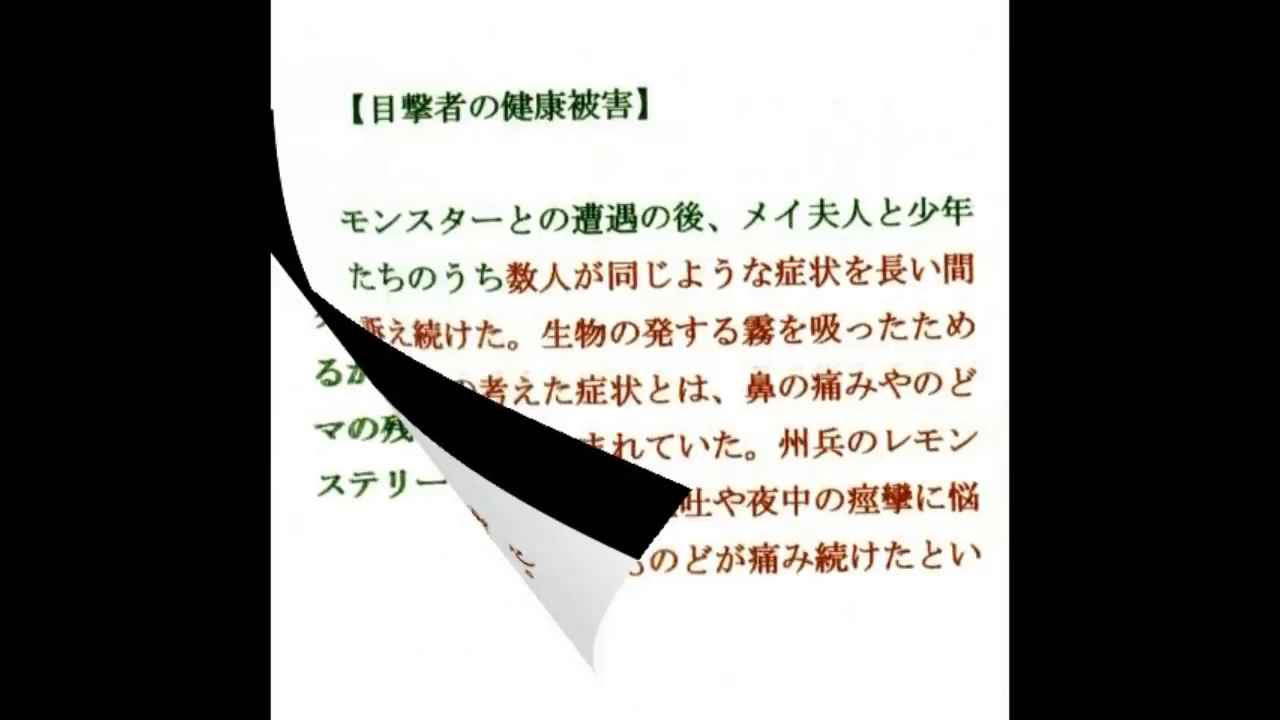 【目撃者の健康被害】
モンスターとの遭遇の後、メイ夫人と少年
たちのうち数人が同じような症状を長い間
訴え続けた。生物の発する霧を吸ったため
るか の考えた症状とは、鼻の痛みやのど
マの残 まれていた。州兵のレモン
ステリー 吐や夜中の痙攣に悩
のどが痛み続けたとい